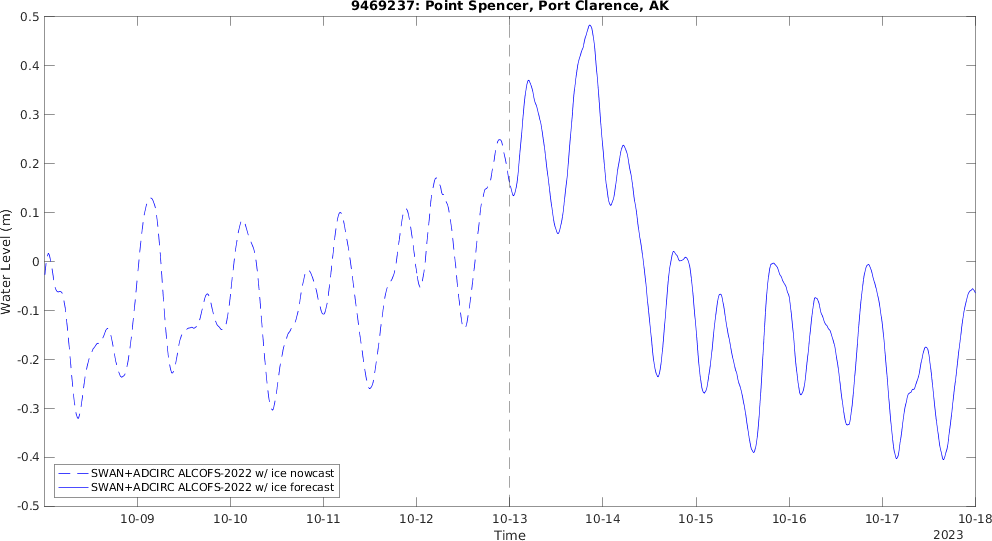 9469237: Point Spencer, Port Clarence, AK
0.5
0.4
0.3
0.2
0.1
0
-0.1
-0.2
-0.3
-0.4
-0.5
Water Level (m)
SWAN+ADCIRC ALCOFS-2022 w/ ice nowcast
SWAN+ADCIRC ALCOFS-2022 w/ ice forecast
10-09 10-10 10-11 10-12 10-13 10-14 10-15 10-16 10-17 10-18
Time
2023